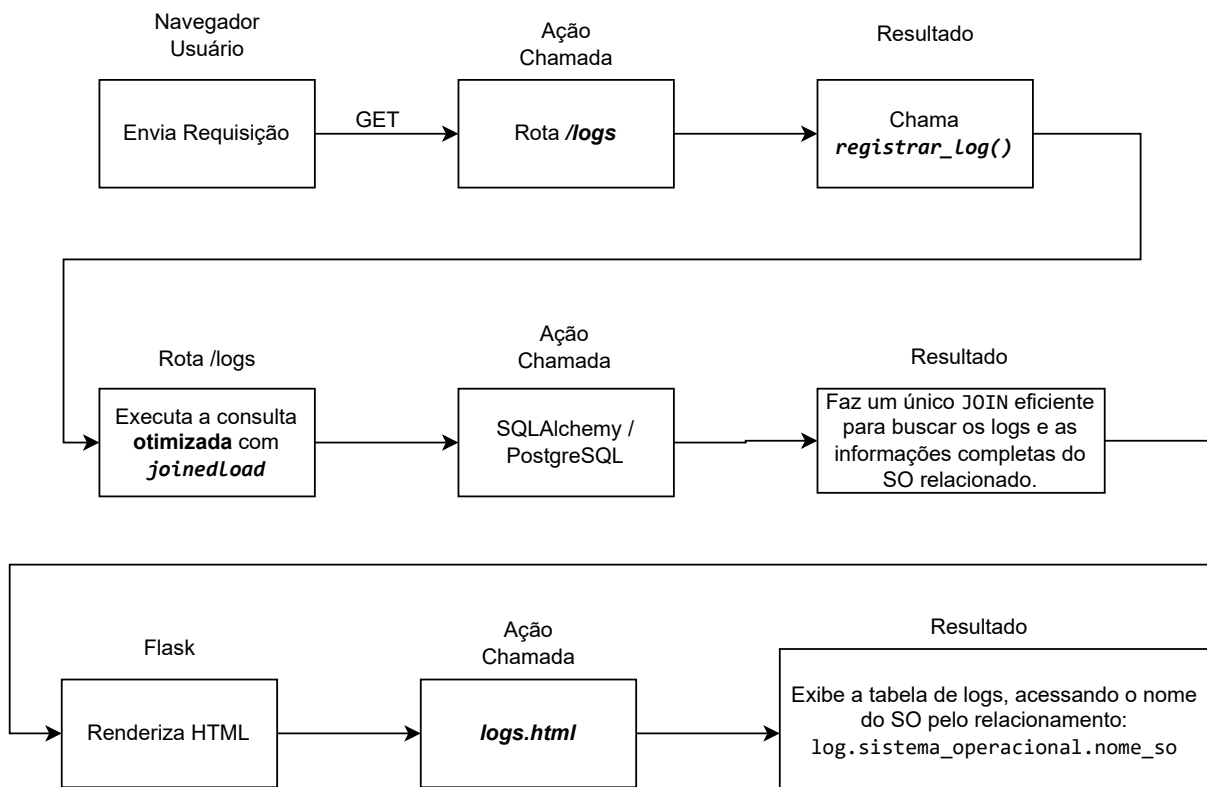 Navegador
Usuário
Ação
Chamada
Resultado
Envia Requisição
GET
Rota /logs
Chama
registrar_log()
Rota /logs
Ação
Chamada
Resultado
Executa a consulta
otimizada com
joinedload
SQLAlchemy /
PostgreSQL
Faz um único JOIN eficiente
para buscar os logs e as
informações completas do
SO relacionado.
Flask
Ação
Chamada
Resultado
Renderiza HTML
logs.html
Exibe a tabela de logs, acessando o nome
do SO pelo relacionamento:
log.sistema_operacional.nome_so